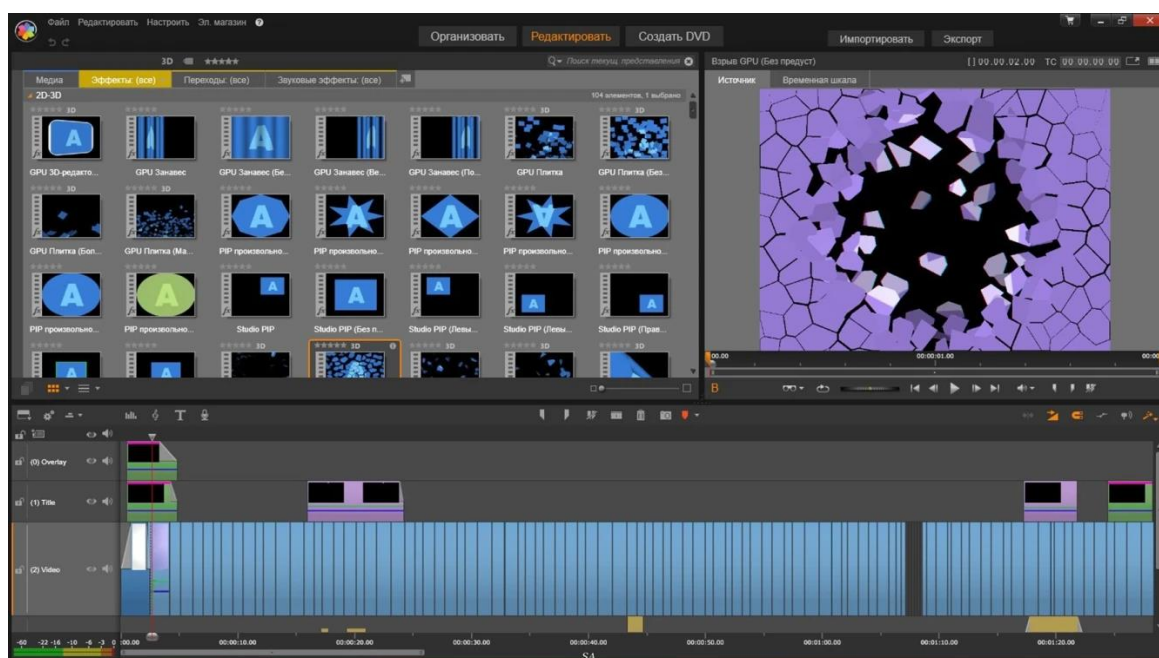 Файл Редактировать Настроить Эл. магазин
Организовать Редактировать Создать DVD
Импортировать Экспорт
3D
Поиск текущ. представления
Взрыв GPU (Без предуст)
[] 00.00.02.00 TC 00.00.00.00
Медиа Эффекты: (все) Переходы: (все) Звуковые эффекты: (все)
Источник Временная шкала
2D-3D
104 элементов, 1 выбрано
GPU 3D-редакто... GPU Занавес GPU Занавес (Бе... GPU Занавес (Ве... GPU Занавес (По... GPU Плитка GPU Плитка (Без...
GPU Плитка (Бол... GPU Плитка (Ма... PIP произвольно... PIP произвольно... PIP произвольно... PIP произвольно... PIP произвольно...
PIP произвольно... PIP произвольно... Studio PIP Studio PIP (Без п... Studio PIP (Левы... Studio PIP (Левы... Studio PIP (Прав...
00.00 00:00:01.00 00:00
(0) Overlay
(1) Title
(2) Video
-60 -22 -16 -10 -6 -3 0
:00.00 00:00:10.00 00:00:20.00 00:00:30.00 00:00:40.00 00:00:50.00 00:01:00.00 00:01:10.00 00:01:20.00